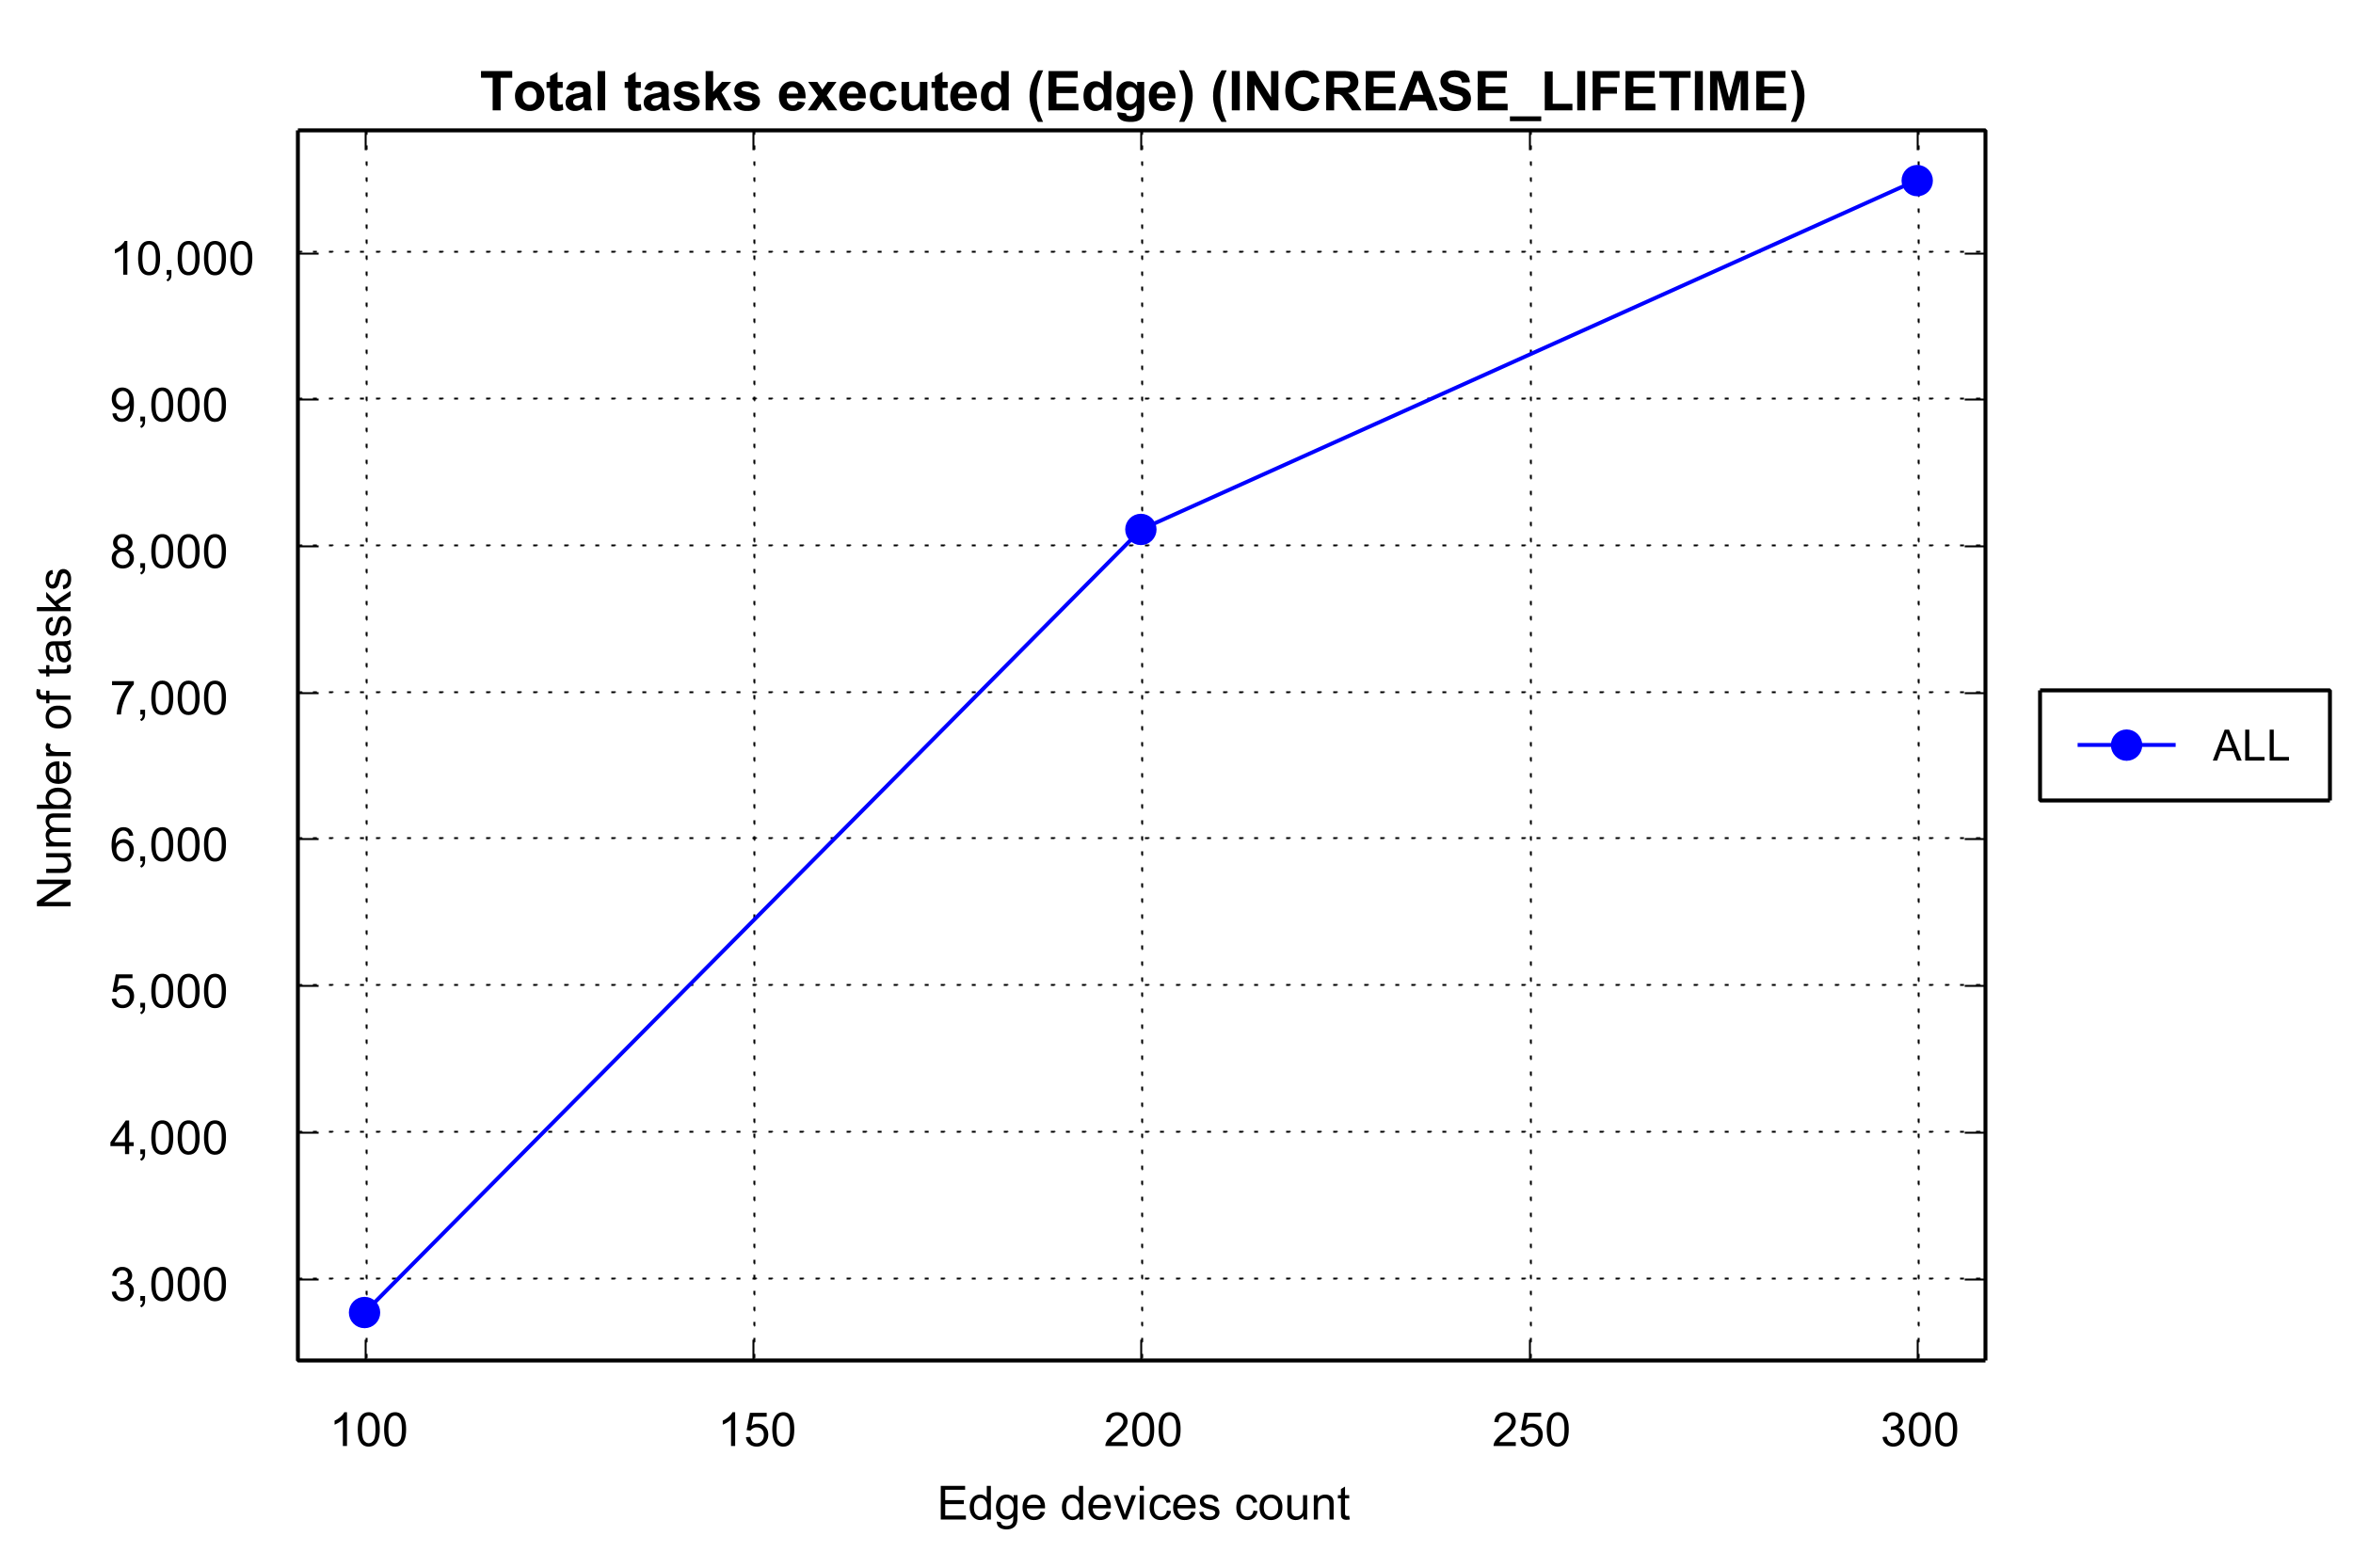 Total tasks executed (Edge) (INCREASE_LIFETIME)
10,000
9,000
8,000
7,000
6,000
5,000
4,000
3,000
Number of tasks
ALL
100 150 200 250 300
Edge devices count